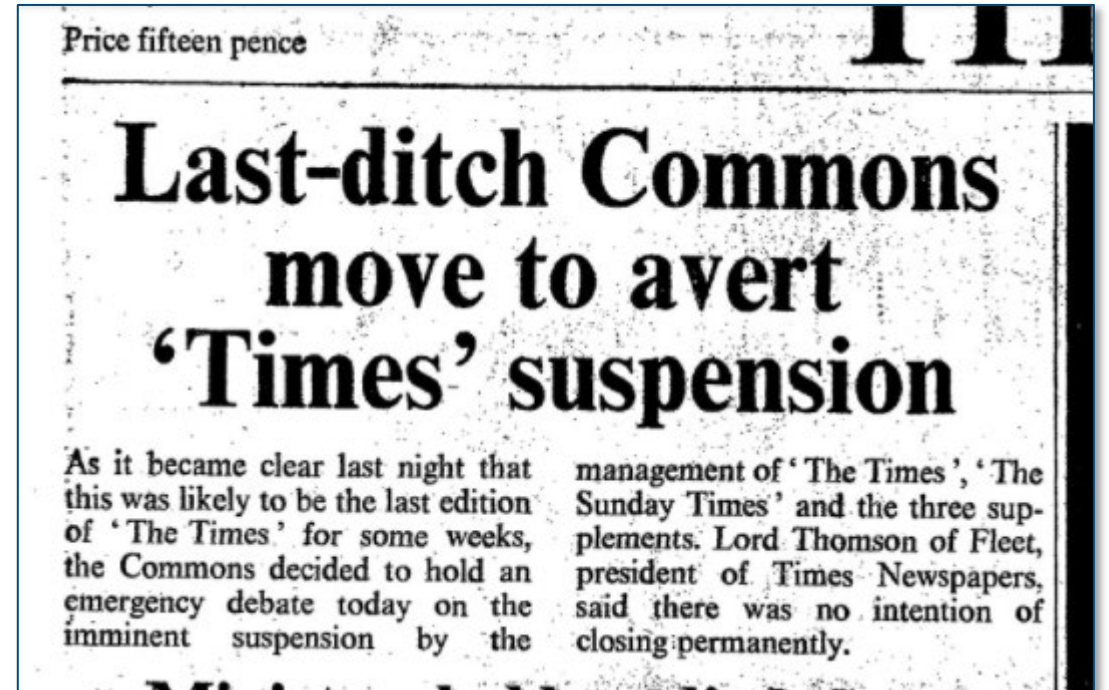 Price fifteen pence
Last-ditch Commons
move to avert
‘Times’ suspension
As it became clear last night that
this was likely to be the last edition
of ‘The Times’ for some weeks,
the Commons decided to hold an
emergency debate today on the
imminent suspension by the
management of ‘The Times’, ‘The
Sunday Times’ and the three sup-
plements. Lord Thomson of Fleet,
president of Times Newspapers,
said there was no intention of
closing permanently.